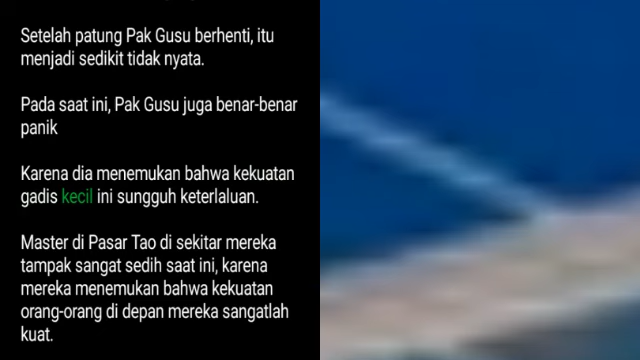 Setelah patung Pak Gusu berhenti, itu
menjadi sedikit tidak nyata.
Pada saat ini, Pak Gusu juga benar-benar
panik
Karena dia menemukan bahwa kekuatan
gadis kecil ini sungguh keterlaluan.
Master di Pasar Tao di sekitar mereka
tampak sangat sedih saat ini, karena
mereka menemukan bahwa kekuatan
orang-orang di depan mereka sangatlah
kuat.